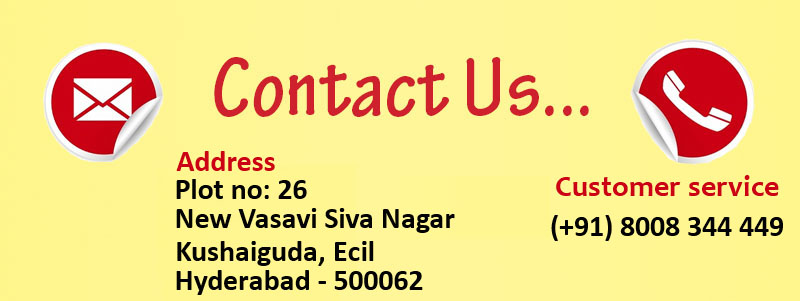 Contact Us...
Address
Plot no: 26
New Vasavi Siva Nagar
Kushaiguda, Ecil
Hyderabad - 500062
Customer service
(+91) 8008 344 449